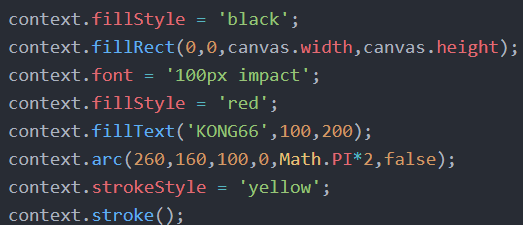 context.fillStyle = 'black';
context.fillRect(0,0,canvas.width,canvas.height);
context.font = '100px impact';
context.fillStyle = 'red';
context.fillText('KONG66',100,200);
context.arc(260,160,100,0,Math.PI*2,false);
context.strokeStyle = 'yellow';
context.stroke();